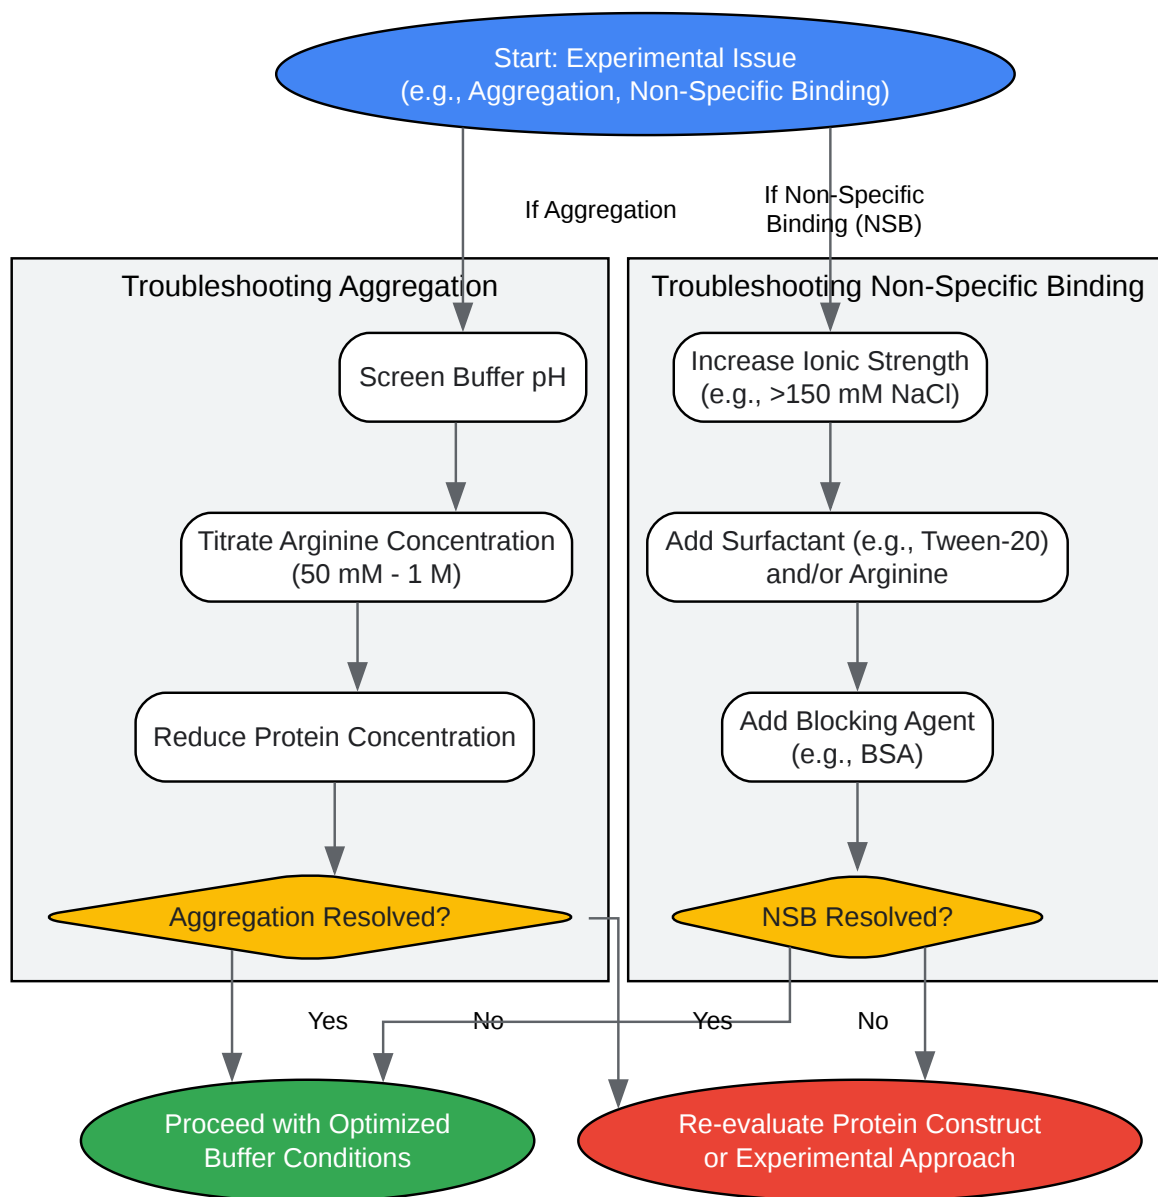 Start: Experimental Issue
(e.g., Aggregation, Non-Specific Binding)
If Aggregation
If Non-Specific
Binding (NSB)
Troubleshooting Aggregation
Troubleshooting Non-Specific Binding
Screen Buffer pH
Increase Ionic Strength
(e.g., >150 mM NaCl)
Titrate Arginine Concentration
(50 mM - 1 M)
Add Surfactant (e.g., Tween-20)
and/or Arginine
Reduce Protein Concentration
Add Blocking Agent
(e.g., BSA)
Aggregation Resolved?
NSB Resolved?
Yes
No
Yes
No
Proceed with Optimized
Buffer Conditions
Re-evaluate Protein Construct
or Experimental Approach